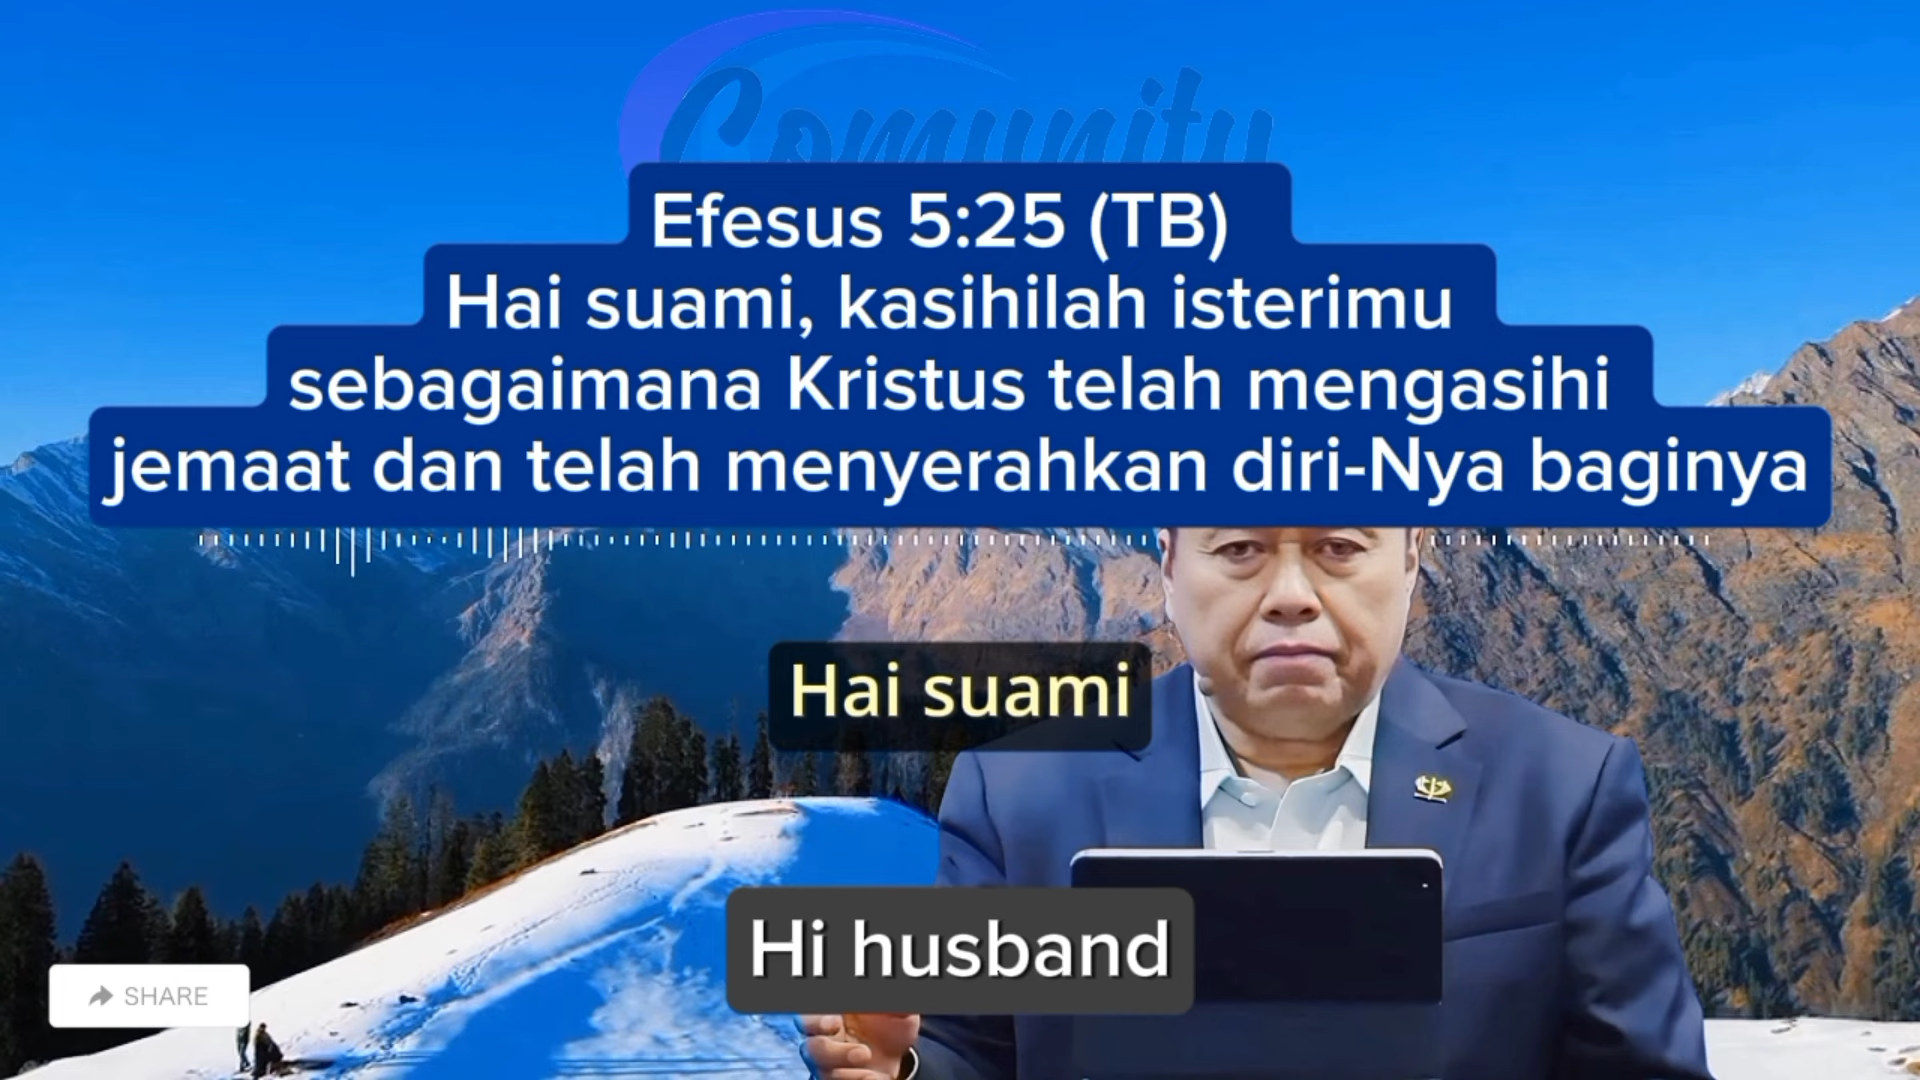 Comunity
Efesus 5:25 (TB)
Hai suami, kasihilah isterimu
sebagaimana Kristus telah mengasihi
jemaat dan telah menyerahkan diri-Nya baginya
Hai suami
Hi husband
SHARE